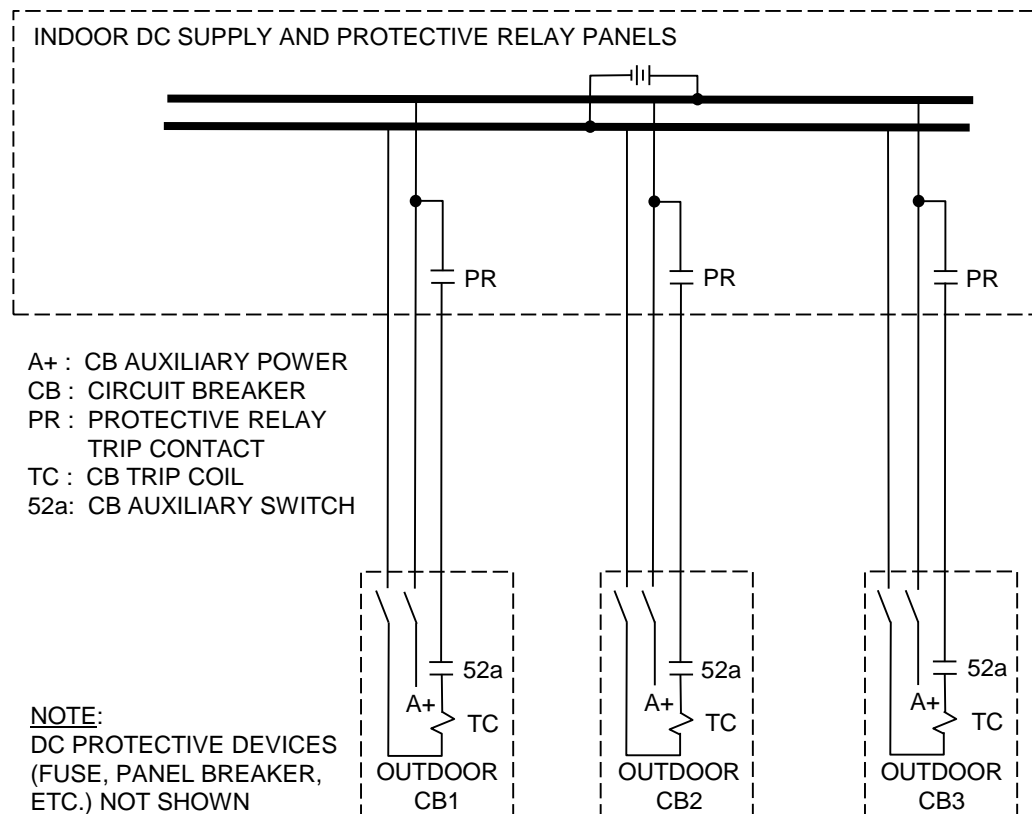 INDOOR DC SUPPLY AND PROTECTIVE RELAY PANELS
PR
PR
PR
A+ : CB AUXILIARY POWER
CB : CIRCUIT BREAKER
PR : PROTECTIVE RELAY
TRIP CONTACT
TC : CB TRIP COIL
52a: CB AUXILIARY SWITCH
52a
52a
52a
A+
A+
A+
TC
TC
TC
NOTE:
DC PROTECTIVE DEVICES
(FUSE, PANEL BREAKER,
ETC.) NOT SHOWN
OUTDOOR
CB1
OUTDOOR
CB2
OUTDOOR
CB3